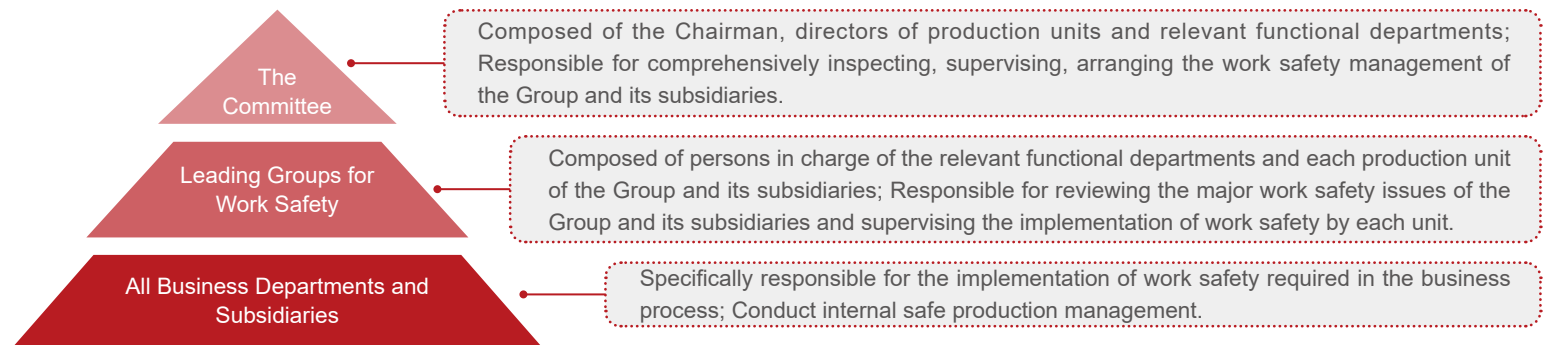 The
Committee
Composed of the Chairman, directors of production units and relevant functional departments;
Responsible for comprehensively inspecting, supervising, arranging the work safety management of
the Group and its subsidiaries.
Leading Groups for
Work Safety
Composed of persons in charge of the relevant functional departments and each production unit
of the Group and its subsidiaries; Responsible for reviewing the major work safety issues of the
Group and its subsidiaries and supervising the implementation of work safety by each unit.
All Business Departments and
Subsidiaries
Specifically responsible for the implementation of work safety required in the business
process; Conduct internal safe production management.